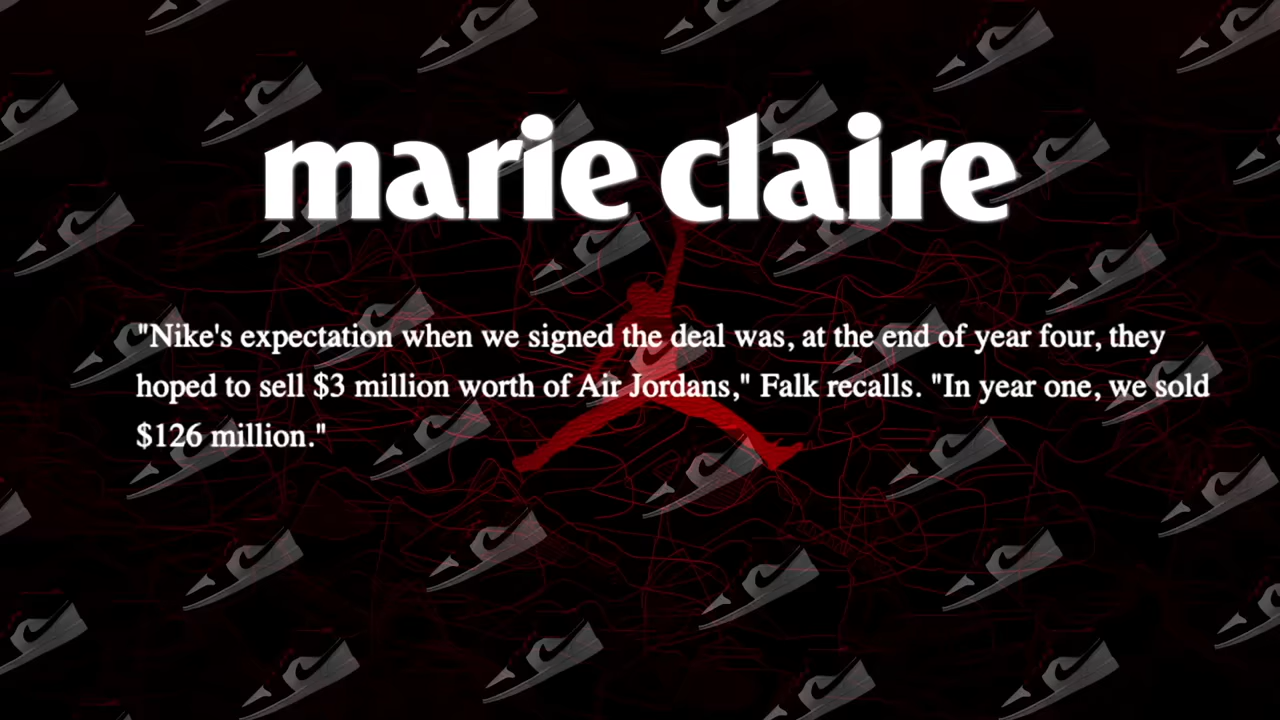 marie claire
"Nike's expectation when we signed the deal was, at the end of year four, they
hoped to sell $3 million worth of Air Jordans," Falk recalls. "In year one, we sold
$126 million."